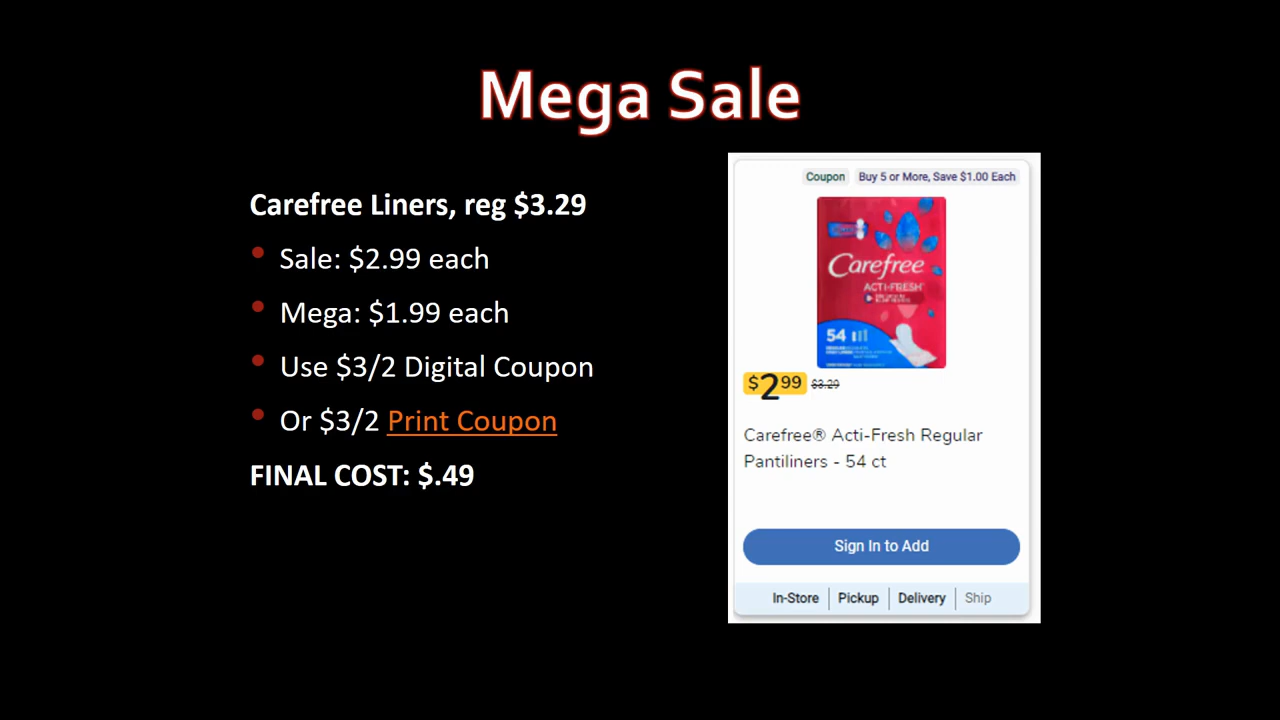 Mega Sale
Carefree Liners, reg $3.29
• Sale: $2.99 each
• Mega: $1.99 each
• Use $3/2 Digital Coupon
• Or $3/2 Print Coupon
FINAL COST: $.49
Coupon Buy 5 or More, Save $1.00 Each
Carefree
ACTI-FRESH
54
$2.99 $3.29
Carefree® Acti-Fresh Regular
Pantiliners - 54 ct
Sign In to Add
In-Store Pickup Delivery Ship